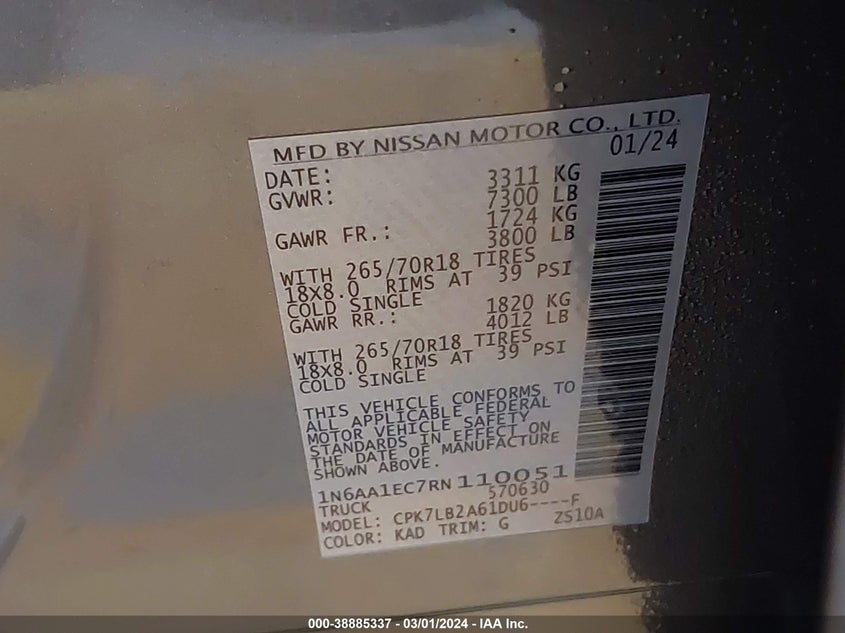 MFD BY NISSAN MOTOR CO., LTD.
DATE: 01/24
GVWR: 3311 KG
7300 LB
GAWR FR.: 1724 KG
3800 LB
WITH 265/70R18 TIRES
18X8.0 RIMS AT 39 PSI
COLD SINGLE
GAWR RR.: 1820 KG
4012 LB
WITH 265/70R18 TIRES
18X8.0 RIMS AT 39 PSI
COLD SINGLE
THIS VEHICLE CONFORMS TO
ALL APPLICABLE FEDERAL
MOTOR VEHICLE SAFETY
STANDARDS IN EFFECT ON
THE DATE OF MANUFACTURE
SHOWN ABOVE.
1N6AA1EC7RN110051
TRUCK 570630
MODEL: CPK7LB2A61DU6----F
COLOR: KAD TRIM: G ZS10A
000-38885337 - 03/01/2024 - IAA Inc.